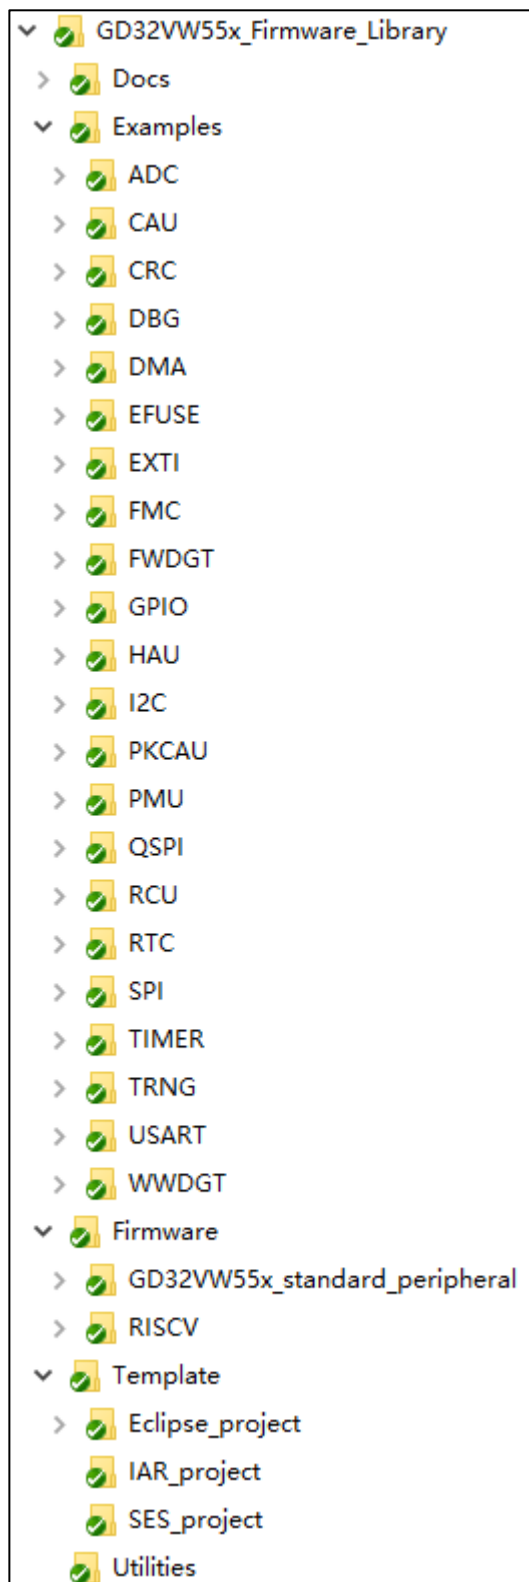 GD32VW55x_Firmware_Library
Docs
Examples
ADC
CAU
CRC
DBG
DMA
EFUSE
EXTI
FMC
FWDGT
GPIO
HAU
I2C
PKCAU
PMU
QSPI
RCU
RTC
SPI
TIMER
TRNG
USART
WWDGT
Firmware
GD32VW55x_standard_peripheral
RISCV
Template
Eclipse_project
IAR_project
SES_project
Utilities